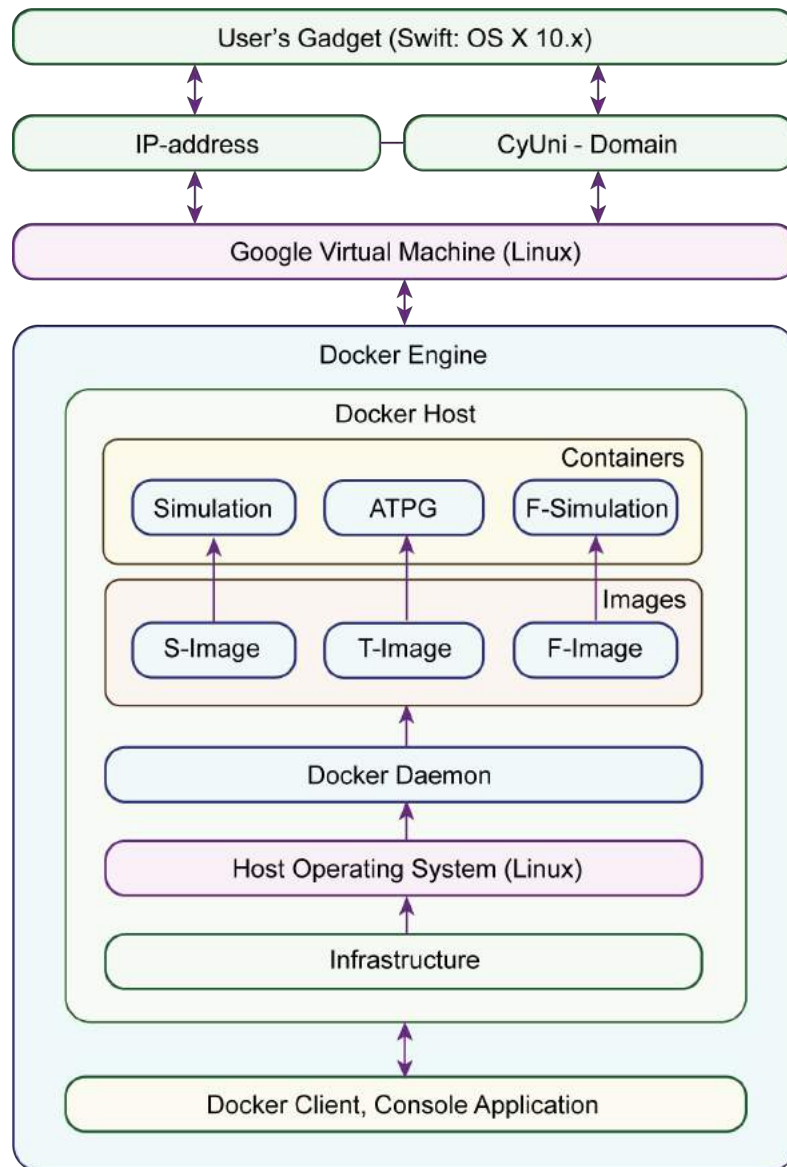 User's Gadget (Swift: OS X 10.x)
IP-address
CyUni - Domain
Google Virtual Machine (Linux)
Docker Engine
Docker Host
Containers
Simulation
ATPG
F-Simulation
Images
S-Image
T-Image
F-Image
Docker Daemon
Host Operating System (Linux)
Infrastructure
Docker Client, Console Application